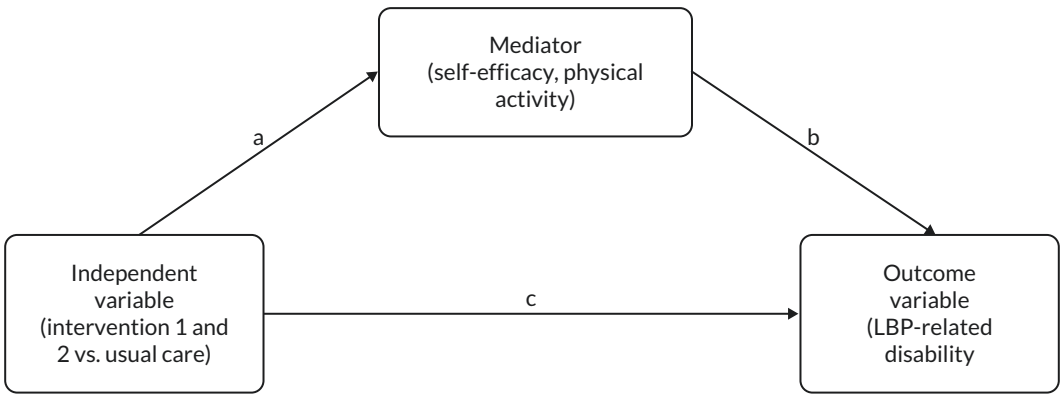 Mediator
(self-efficacy, physical
activity)
a
b
Independent
variable
(intervention 1 and
2 vs. usual care)
c
Outcome
variable
(LBP-related
disability